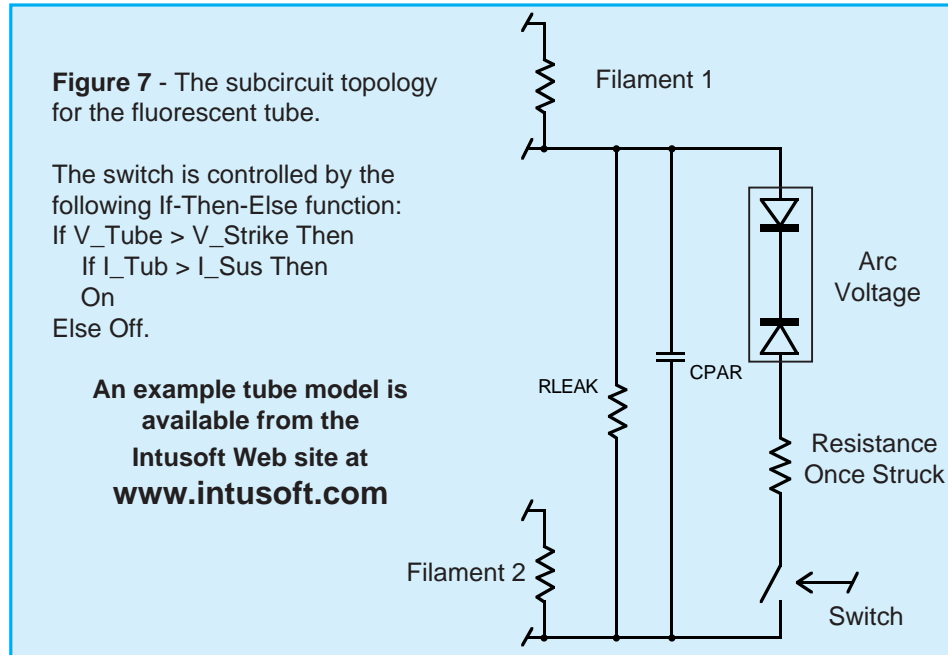 Figure 7 - The subcircuit topology
for the fluorescent tube.
The switch is controlled by the
following If-Then-Else function:
If V_Tube > V_Strike Then
If I_Tub > I_Sus Then
On
Else Off.
An example tube model is
available from the
Intusoft Web site at
www.intusoft.com
Filament 1
Arc
Voltage
RLEAK
CPAR
Resistance
Once Struck
Filament 2
Switch